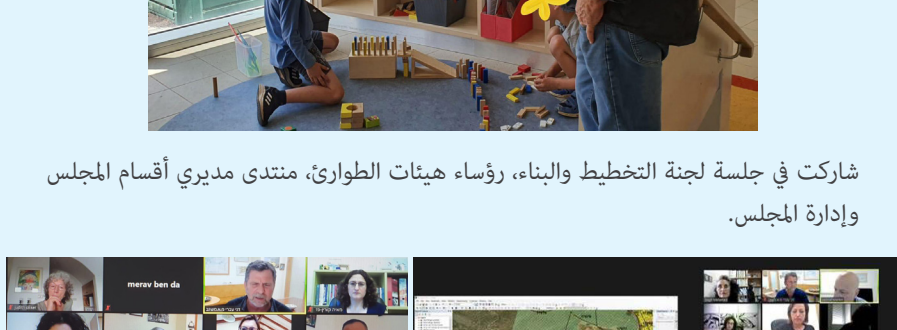 شاركت في جلسة لجنة التخطيط والبناء، رؤساء هيئات الطوارئ، منتدى مديري أقسام المجلس
وإدارة المجلس.
merav ben da